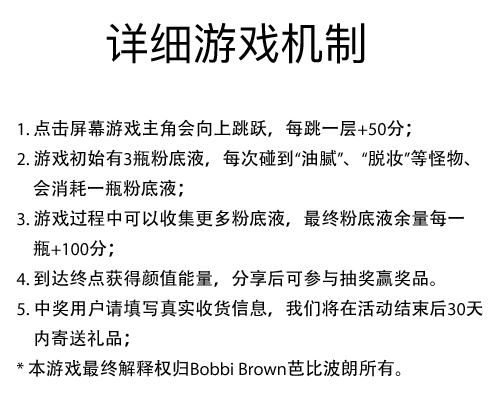 详细游戏机制
1. 点击屏幕游戏主角会向上跳跃，每跳一层+50分；
2. 游戏初始有3瓶粉底液，每次碰到“油腻”、“脱妆”等怪物、
会消耗一瓶粉底液；
3. 游戏过程中可以收集更多粉底液，最终粉底液余量每一
瓶+100分；
4. 到达终点获得颜值能量，分享后可参与抽奖赢奖品。
5. 中奖用户请填写真实收货信息，我们将在活动结束后30天
内寄送礼品；
* 本游戏最终解释权归Bobbi Brown芭比波朗所有。